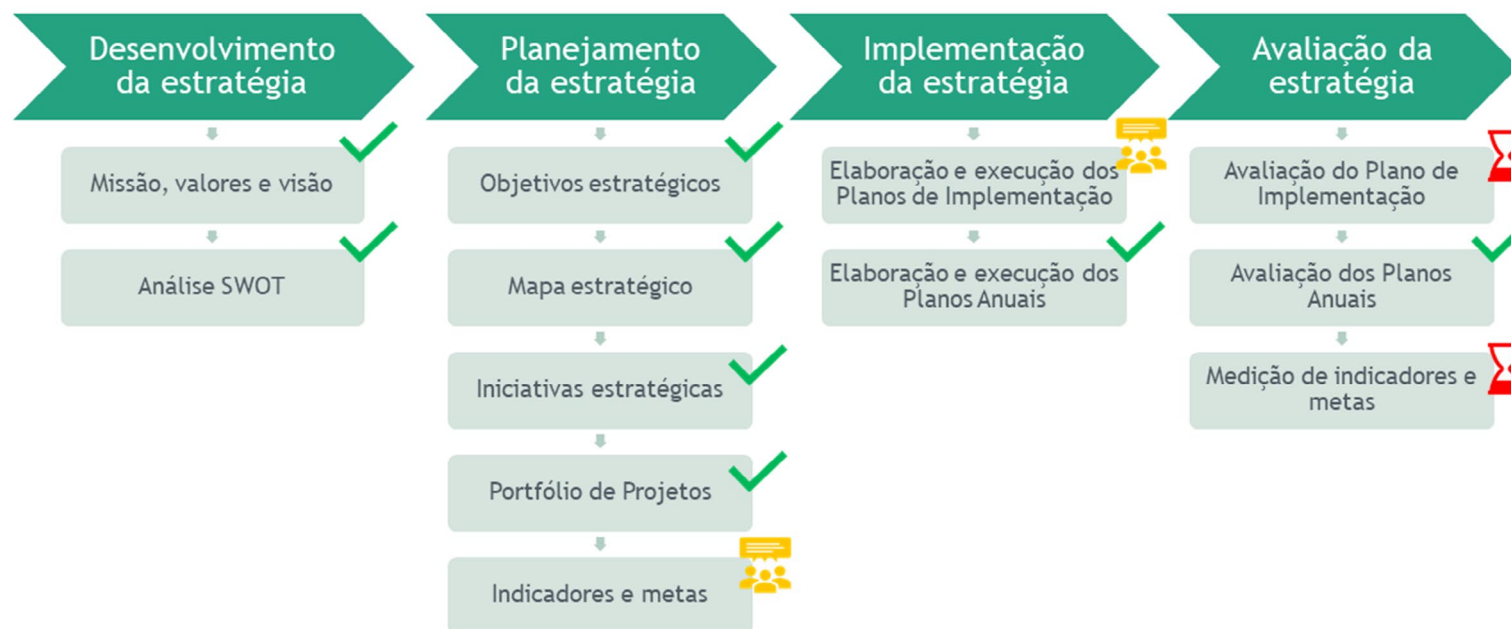 Desenvolvimento
da estratégia
Missão, valores e visão
Análise SWOT
Planejamento
da estratégia
Objetivos estratégicos
Mapa estratégico
Iniciativas estratégicas
Portfólio de Projetos
Indicadores e metas
Implementação
da estratégia
Elaboração e execução dos
Planos de Implementação
Elaboração e execução dos
Planos Anuais
Avaliação da
estratégia
Avaliação do Plano de
Implementação
Avaliação dos Planos
Anuais
Medição de indicadores e
metas